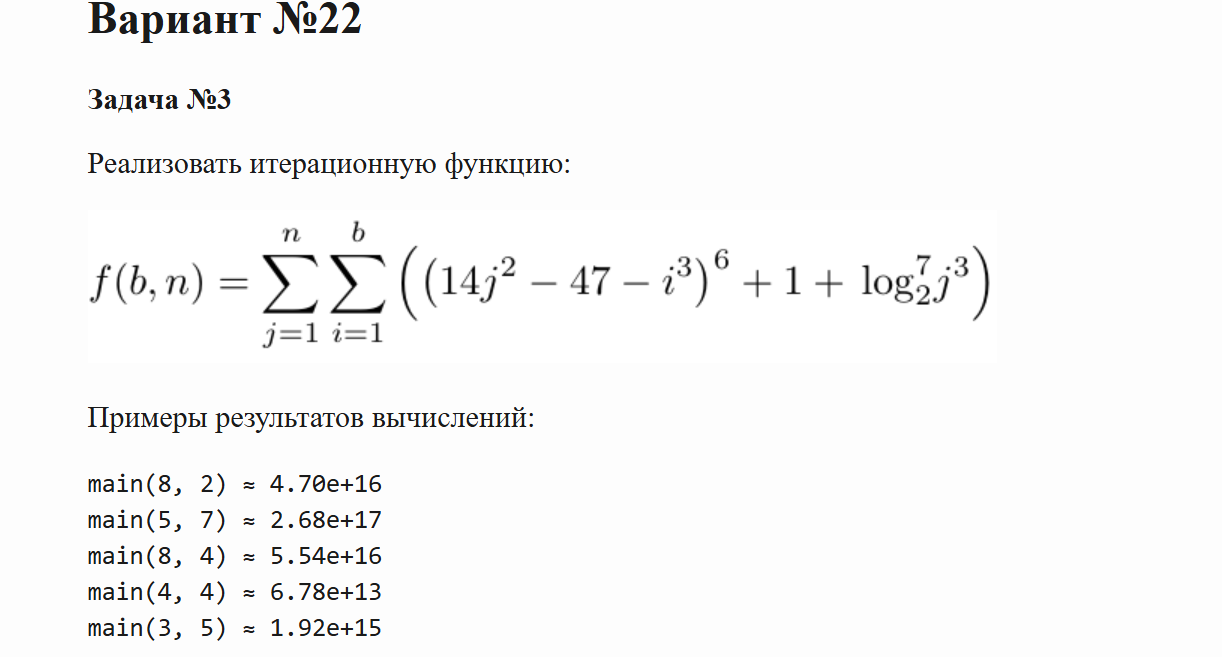 Вариант №22
Задача №3
Реализовать итерационную функцию:
f(b, n) = \sum_{j=1}^{n} \sum_{i=1}^{b} \left( \left(14j^2 - 47 - i^3\right)^6 + 1 + \log_2^7 j^3 \right)
Примеры результатов вычислений:
main(8, 2) ≈ 4.70e+16
main(5, 7) ≈ 2.68e+17
main(8, 4) ≈ 5.54e+16
main(4, 4) ≈ 6.78e+13
main(3, 5) ≈ 1.92e+15